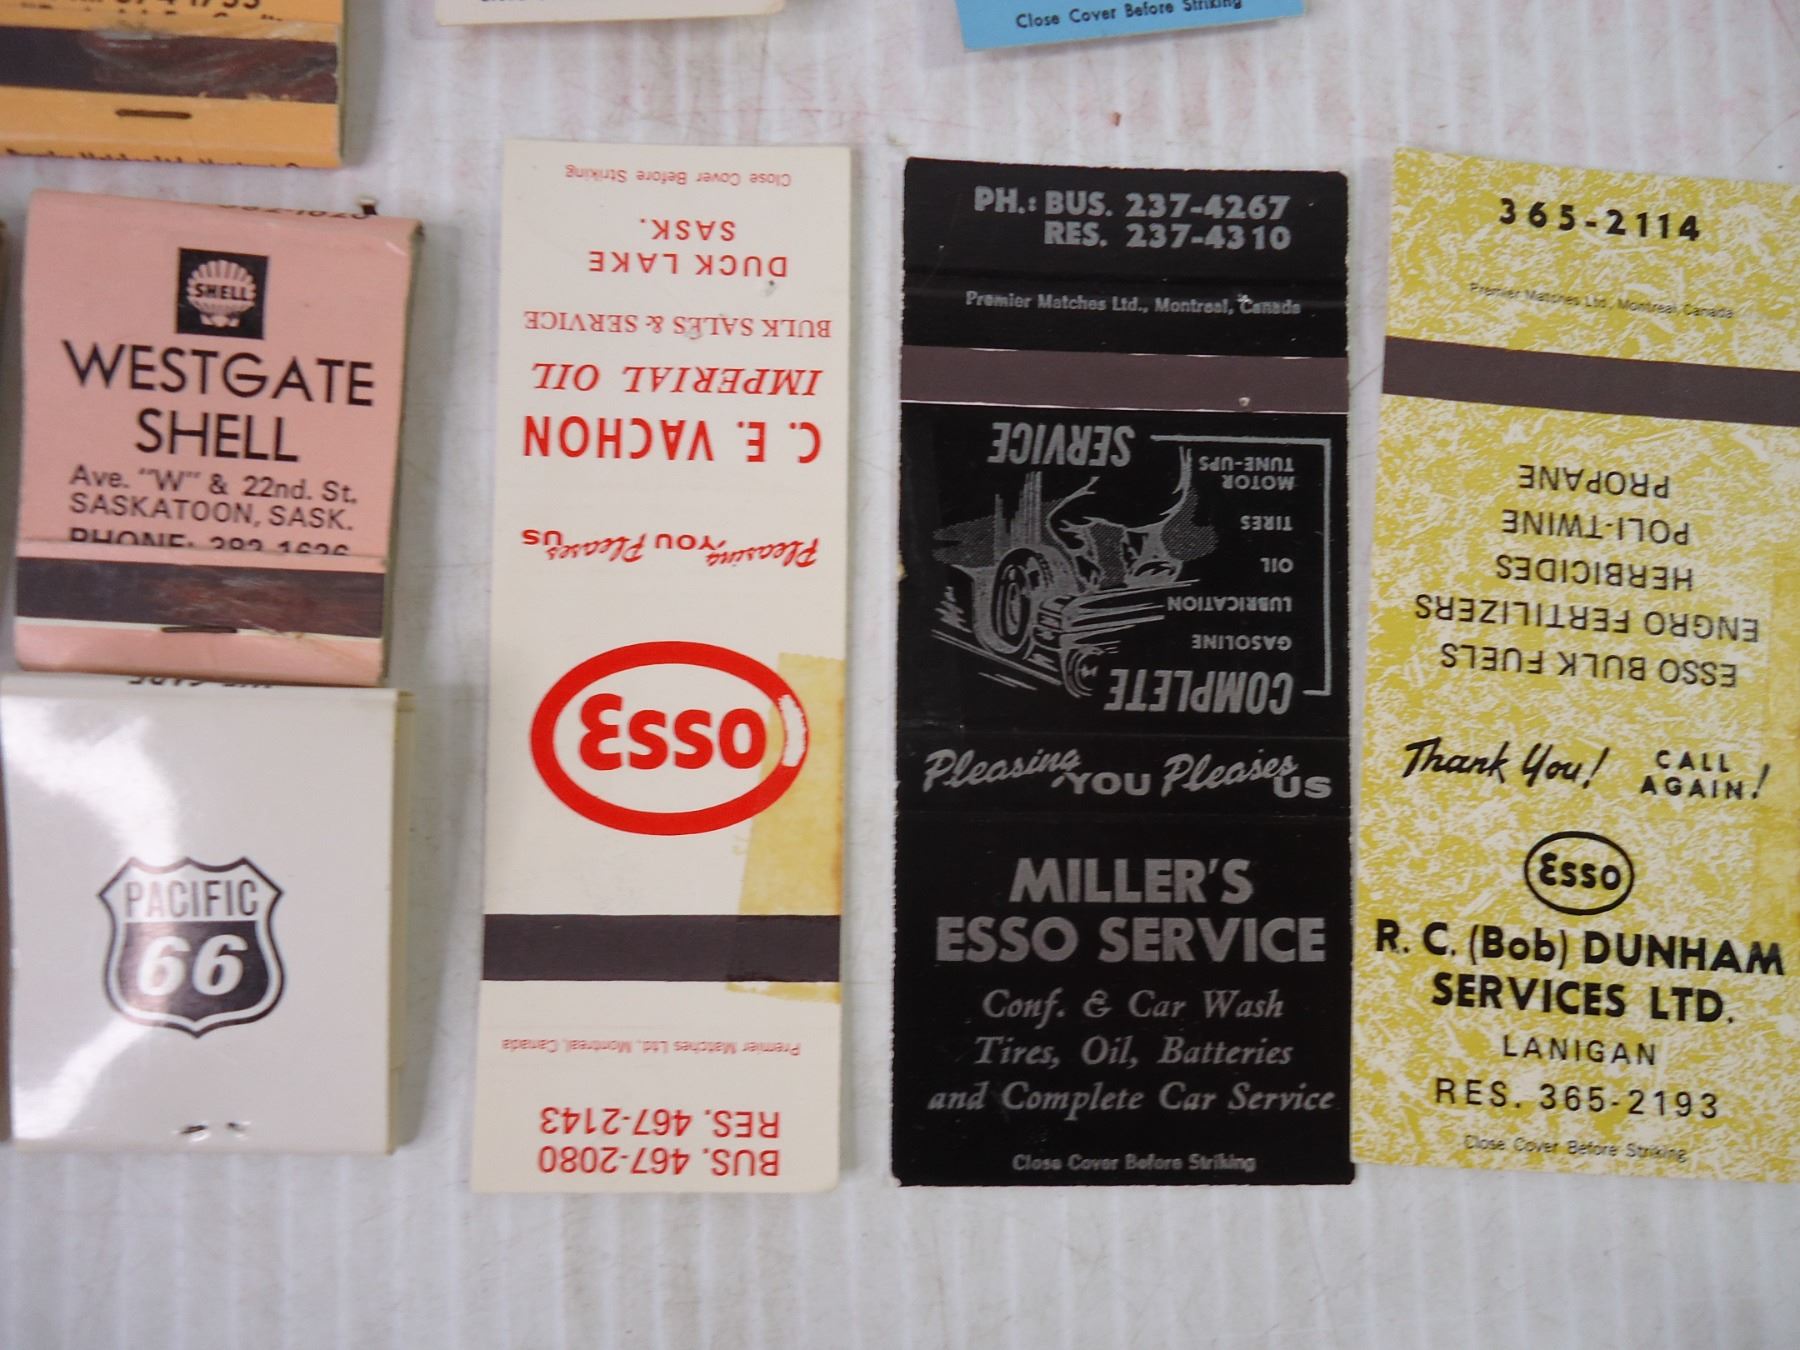 Close Cover Before Striking
SHELL
WESTGATE
SHELL
Ave. "W" & 22nd. St.
SASKATOON, SASK.
PHONE: 382-1626
PACIFIC
66
Close Cover Before Striking
DUCK LAKE
SASK.
BULK SALES & SERVICE
IMPERIAL OIL
C. E. VACHON
Pleasing YOU Pleases US
Esso
Premier Matches Ltd., Montreal, Canada
BUS. 467-2080
RES. 467-2143
PH.: BUS. 237-4267
RES. 237-4310
Premier Matches Ltd., Montreal, Canada
COMPLETE
GASOLINE
LUBRICATION
OIL
TIRES
MOTOR
TUNE-UPS
SERVICE
Pleasing YOU Pleases US
MILLER'S
ESSO SERVICE
Conf. & Car Wash
Tires, Oil, Batteries
and Complete Car Service
Close Cover Before Striking
365-2114
Premier Matches Ltd., Montreal, Canada
ESSO BULK FUELS
ENGRO FERTILIZERS
HERBICIDES
POLI-TWINE
PROPANE
Thank You! CALL
AGAIN!
Esso
R. C. (Bob) DUNHAM
SERVICES LTD.
LANIGAN
RES. 365-2193
Close Cover Before Striking